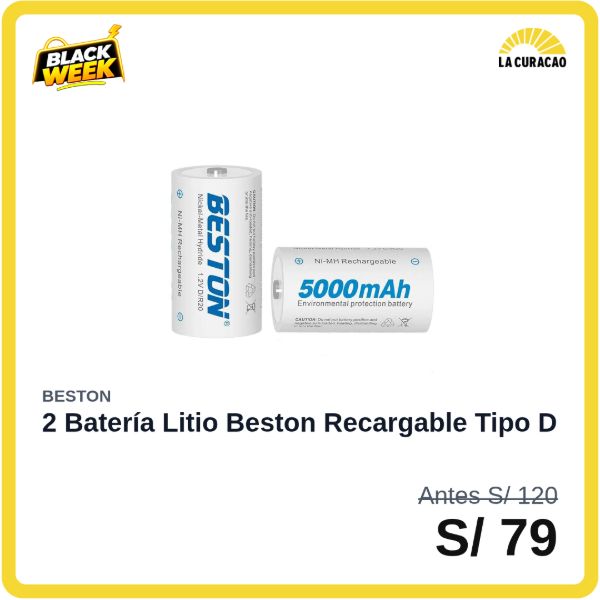 BLACK
WEEK
LA CURACAO
BESTON®
Nickel-Metal Hydride 1.2V D/R20
Ni-MH Rechargeable
Ni-MH Rechargeable
5000mAh
Environmental protection battery
BESTON
2 Batería Litio Beston Recargable Tipo D
Antes S/ 120
S/ 79